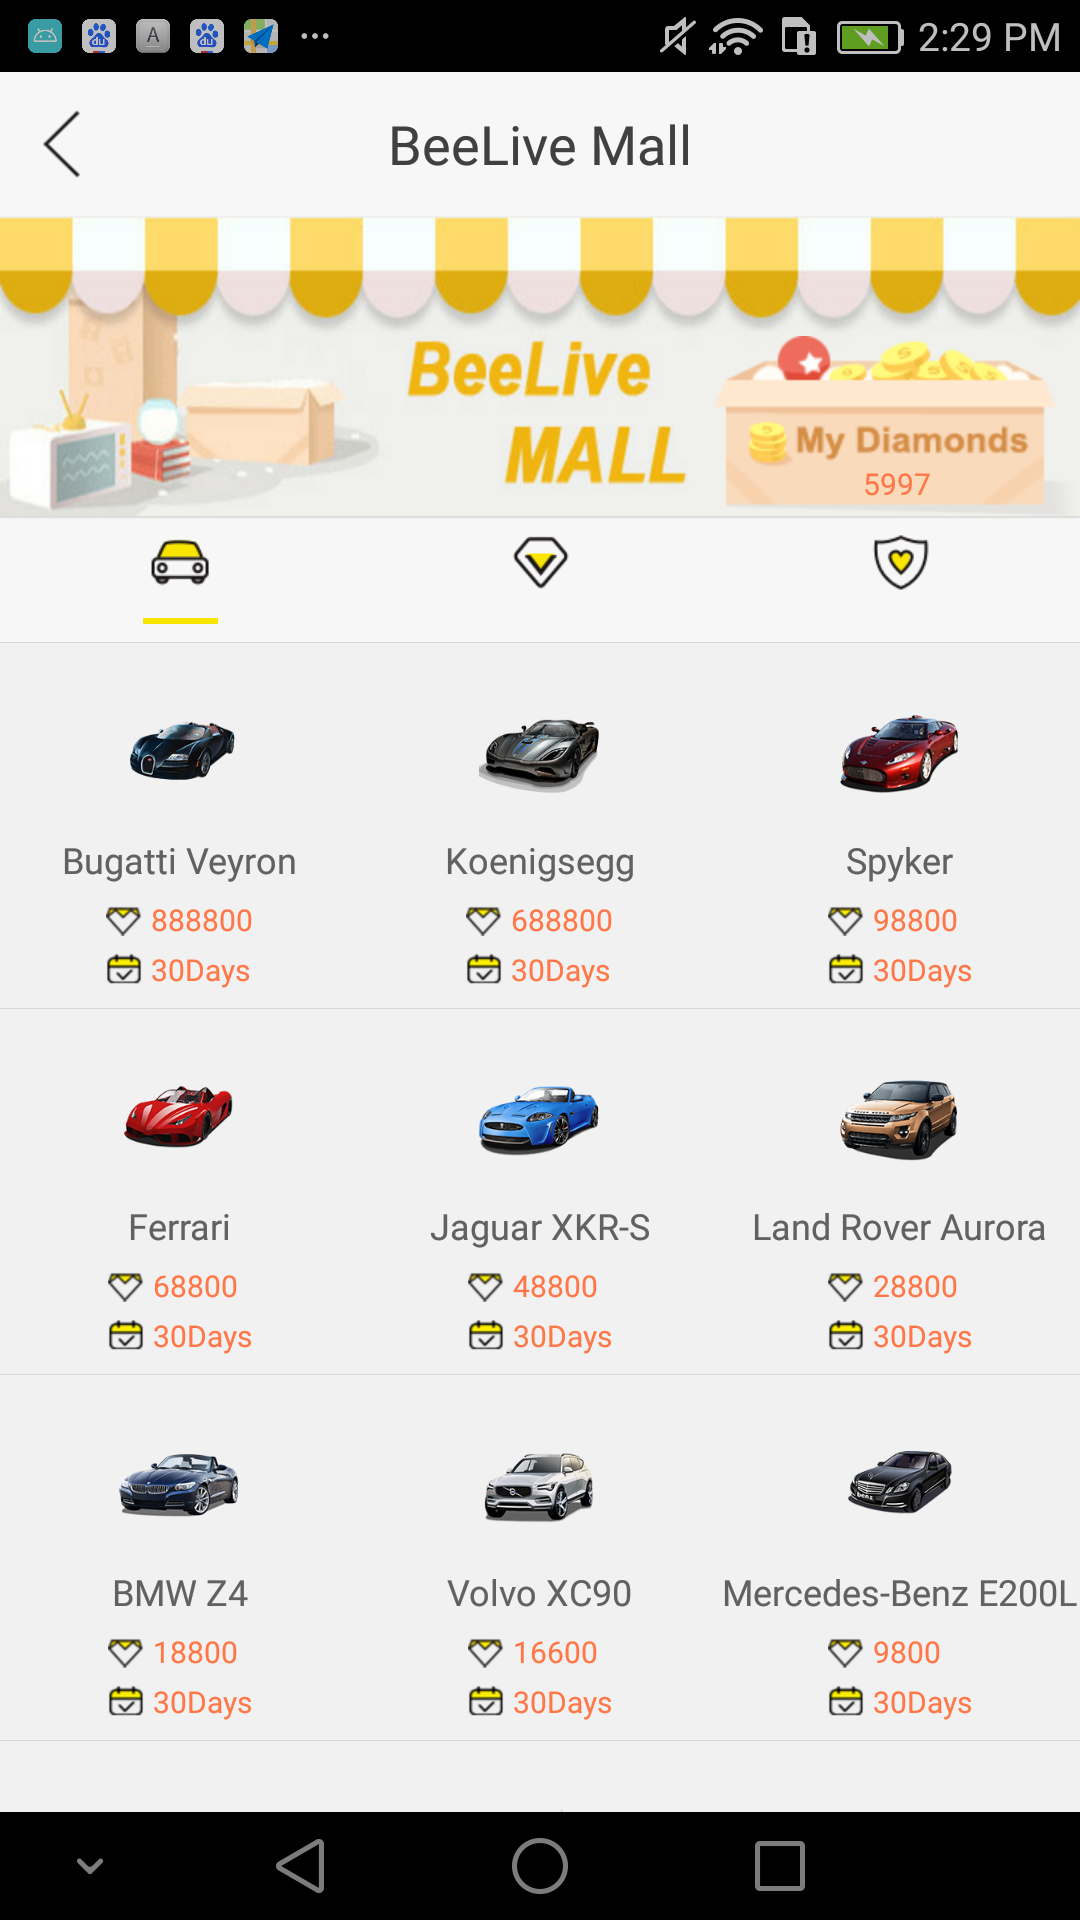 2:29 PM
BeeLive Mall
BeeLive
MALL
My Diamonds
5997
Bugatti Veyron
888800
30Days
Koenigsegg
688800
30Days
Spyker
98800
30Days
Ferrari
68800
30Days
Jaguar XKR-S
48800
30Days
Land Rover Aurora
28800
30Days
BMW Z4
18800
30Days
Volvo XC90
16600
30Days
Mercedes-Benz E200L
9800
30Days